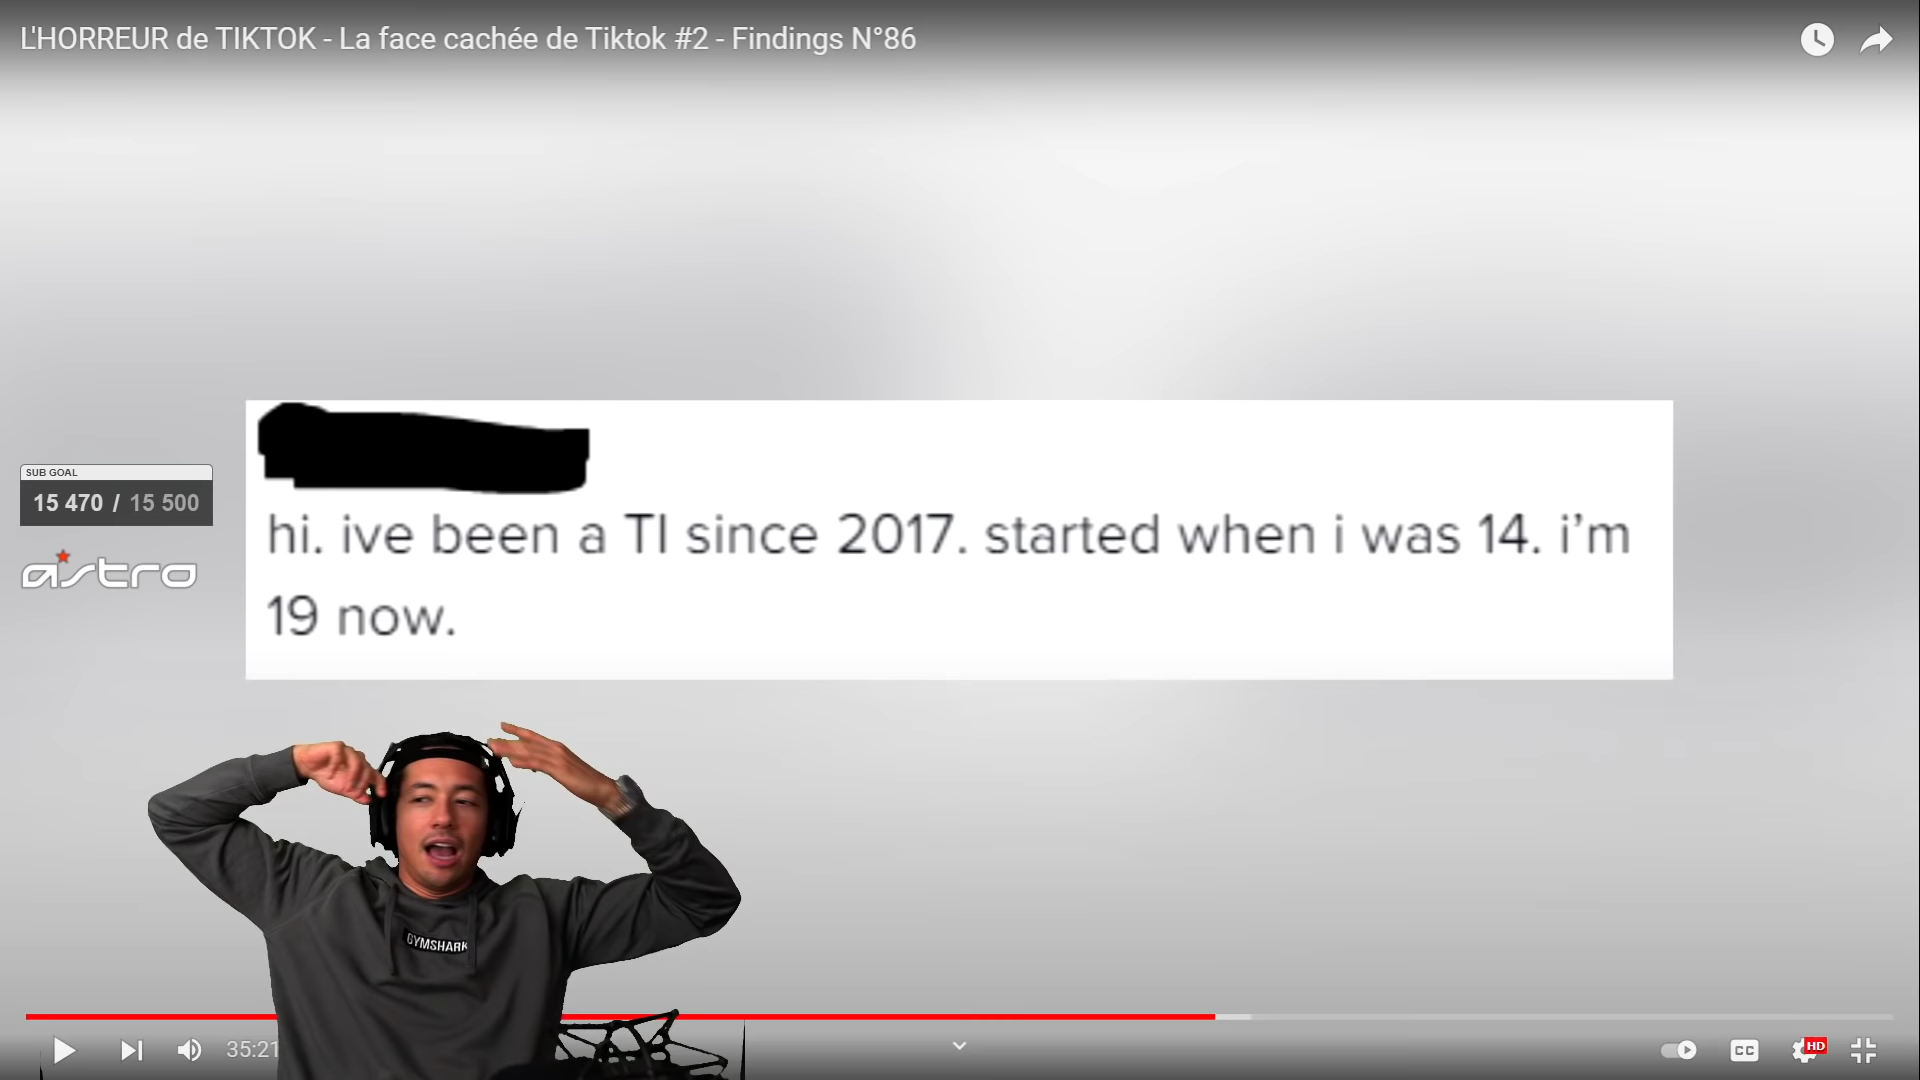 L'HORREUR de TIKTOK - La face cachée de Tiktok #2 - Findings N°86
SUB GOAL
15 470 / 15 500
astro
hi. ive been a TI since 2017. started when i was 14. i'm
19 now.
GYMSHARK
35:21
CC
HD